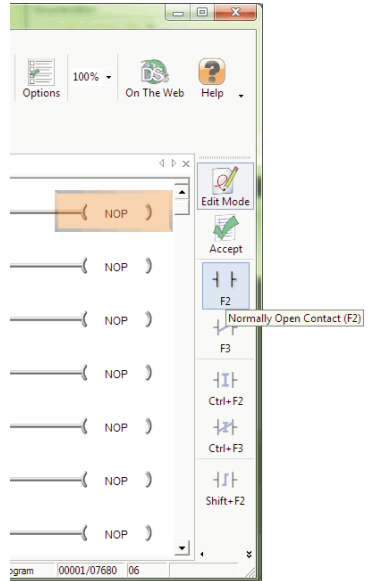 100%
Options
On The Web
Help
NOP
Edit Mode
Accept
NOP
F2
Normally Open Contact (F2)
NOP
F3
NOP
Ctrl+F2
NOP
Ctrl+F3
NOP
Shift+F2
NOP
ogram 00001/07680 06